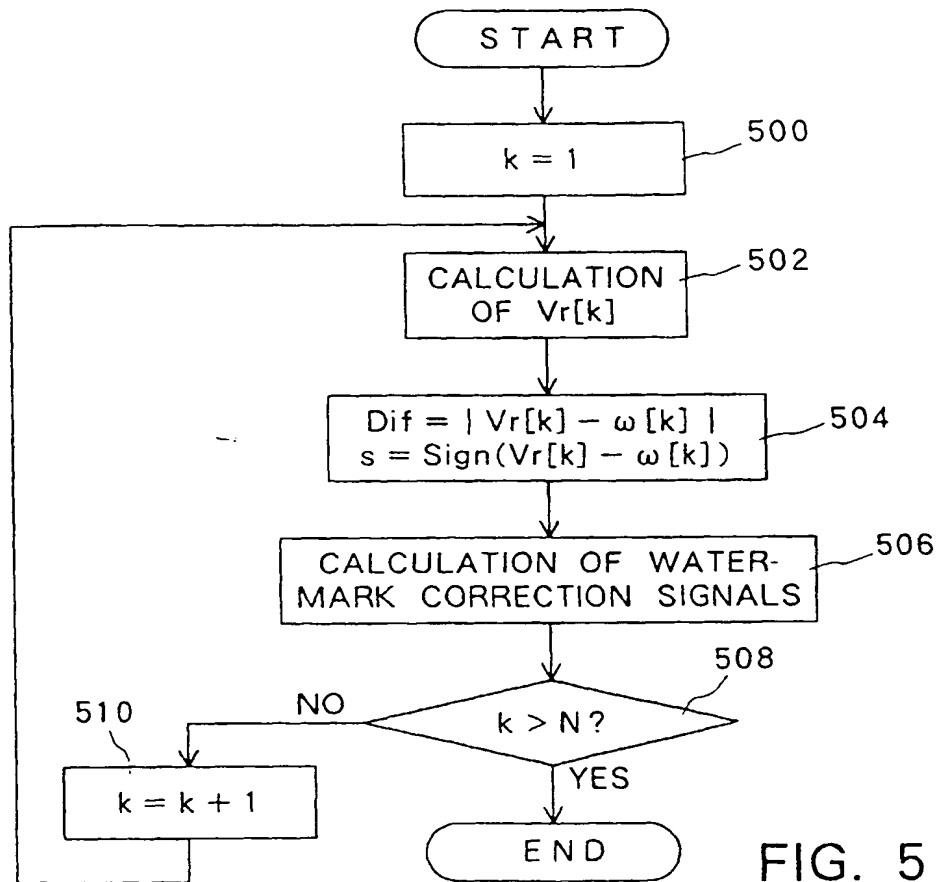 START
500
k = 1
502
CALCULATION
OF Vr[k]
504
Dif = | Vr[k] − ω[k] |
s = Sign(Vr[k] − ω[k])
506
CALCULATION OF WATER-
MARK CORRECTION SIGNALS
508
NO
k > N?
510
YES
k = k + 1
END
FIG. 5